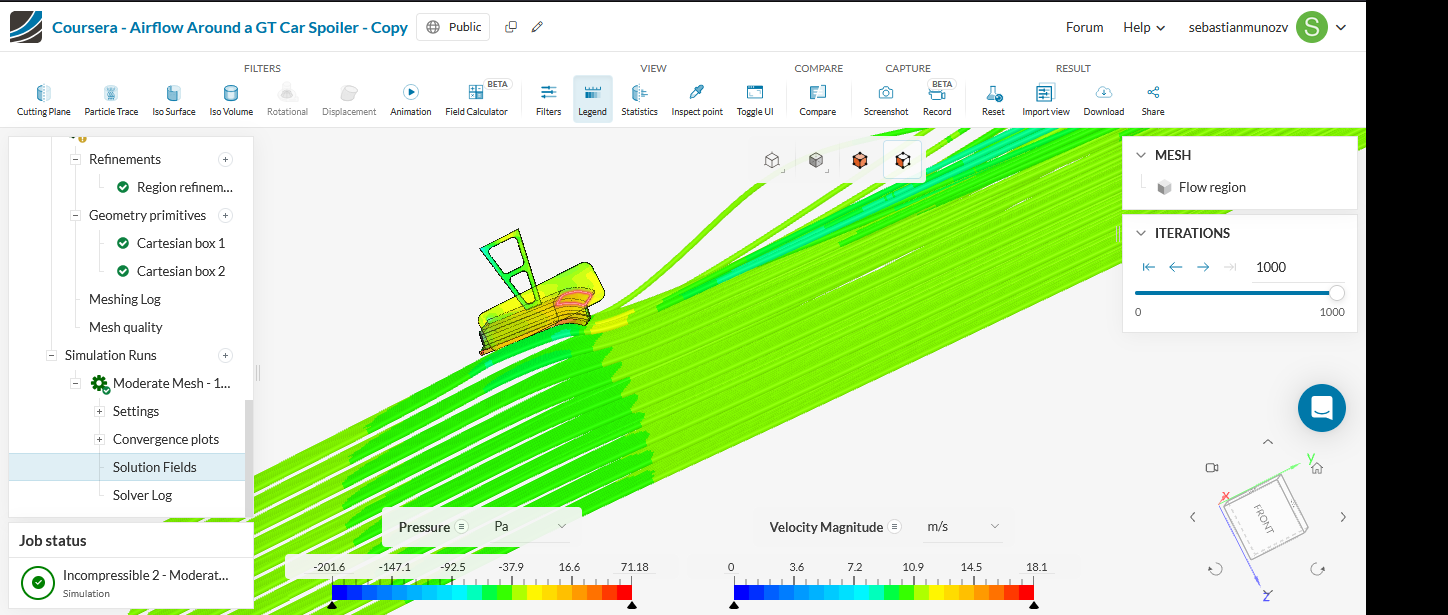 Coursera - Airflow Around a GT Car Spoiler - Copy
Public
Forum
Help
sebastianmunozv
S
FILTERS
VIEW
COMPARE
CAPTURE
RESULT
BETA
BETA
Cutting Plane
Particle Trace
Iso Surface
Iso Volume
Rotational
Displacement
Animation
Field Calculator
Filters
Legend
Statistics
Inspect point
Toggle UI
Compare
Screenshot
Record
Reset
Import view
Download
Share
Refinements
Region refinem...
Geometry primitives
Cartesian box 1
Cartesian box 2
Meshing Log
Mesh quality
Simulation Runs
Moderate Mesh - 1...
Settings
Convergence plots
Solution Fields
Solver Log
Job status
Incompressible 2 - Moderat...
Simulation
MESH
Flow region
ITERATIONS
1000
0 1000
Y
X
FRONT
Z
Pressure Pa
-201.6 -147.1 -92.5 -37.9 16.6 71.18
Velocity Magnitude m/s
0 3.6 7.2 10.9 14.5 18.1